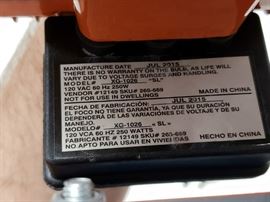 MANUFACTURE DATE JUL 2015
THERE IS NO WARRANTY ON THE BULB, AS LIFE WILL
VARY DUE TO VOLTAGE SURGES AND HANDLING.
MODEL# XG-1026 "SL"
120 VAC 60 HZ 250W
VENDOR #12149 SKU# 265-669
NOT FOR USE IN DWELLINGS MADE IN CHINA
FECHA DE FABRICACIÓN: JUL 2015
EL FOCO NO TIENE GARANTÍA, YA QUE SU DURACIÓN
DEPENDERÁ DE LAS VARIACIONES DE VOLTAJE Y DEL
MANEJO.
MODELO# XG-1026 «SL»
120 VCA 60 HZ 250 WATTS
FABRICANTE # 12149 SKU# 265-669
NO APTO PARA USAR EN VIVIENDAS HECHO EN CHINA